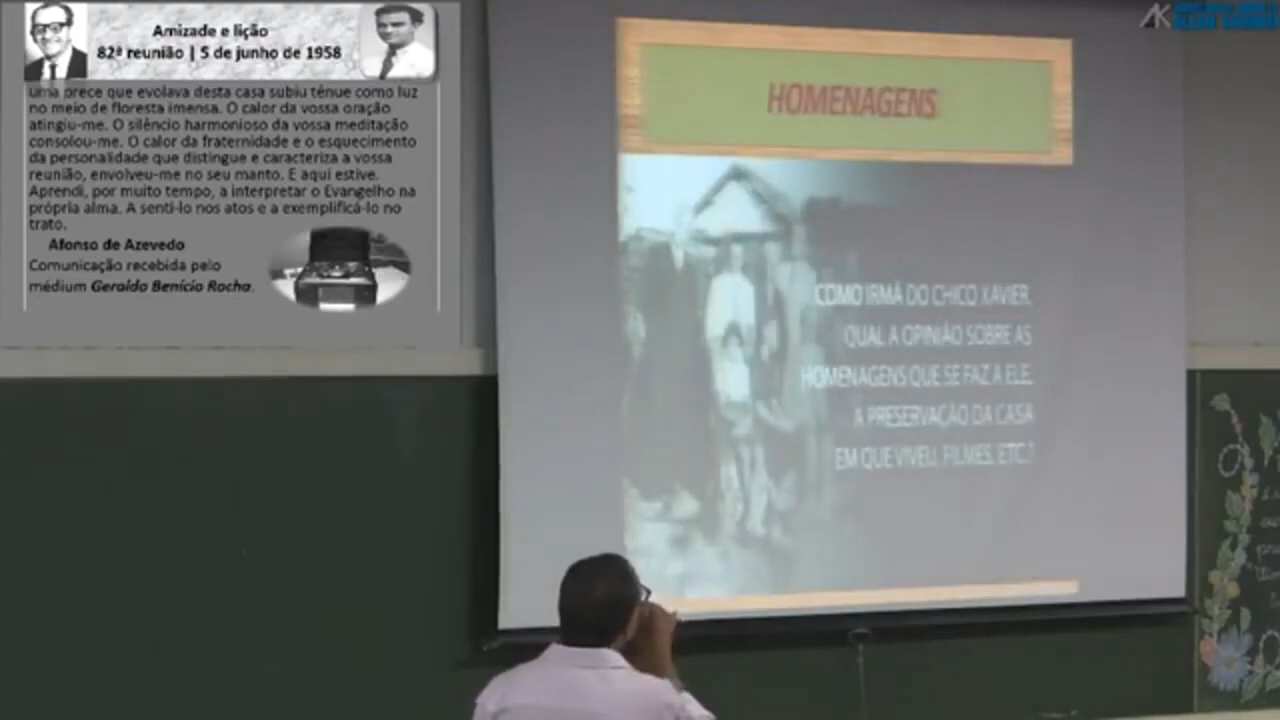 Amizade e lição
82ª reunião | 5 de junho de 1958
uma prece que evolava desta casa subiu tênue como luz
no meio de floresta imensa. O calor da vossa oração
atingiu-me. O silêncio harmonioso da vossa meditação
consolou-me. O calor da fraternidade e o esquecimento
da personalidade que distingue e caracteriza a vossa
reunião, envolveu-me no seu manto. E aqui estive.
Aprendi, por muito tempo, a interpretar o Evangelho na
própria alma. A senti-lo nos atos e a exemplificá-lo no
trato.
Afonso de Azevedo
Comunicação recebida pelo
médium Geraldo Benício Rocha.
HOMENAGENS
COMO IRMÃ DO CHICO XAVIER,
QUAL A OPINIÃO SOBRE AS
HOMENAGENS QUE SE FAZ A ELE,
A PRESERVAÇÃO DA CASA
EM QUE VIVEU, FILMES, ETC.?
AK